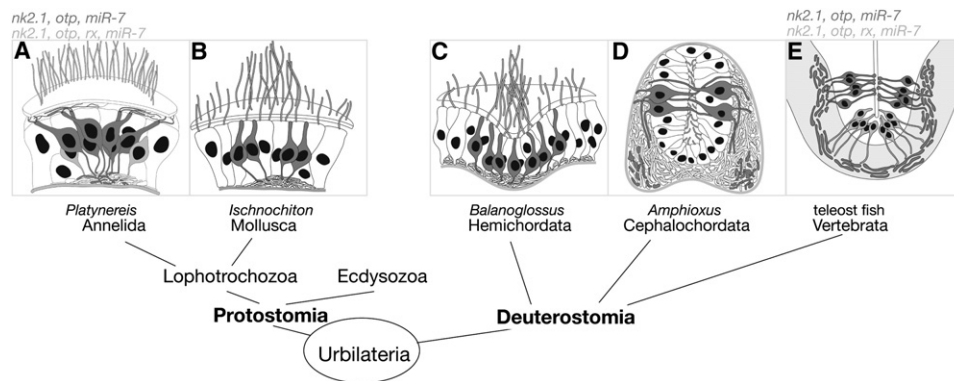 nk2.1, otp, miR-7
nk2.1, otp, rx, miR-7
nk2.1, otp, miR-7
nk2.1, otp, rx, miR-7
A B C D E
Platynereis
Annelida
Ischnochiton
Mollusca
Balanoglossus
Hemichordata
Amphioxus
Cephalochordata
teleost fish
Vertebrata
Lophotrochozoa Ecdysozoa
Protostomia Deuterostomia
Urbilateria